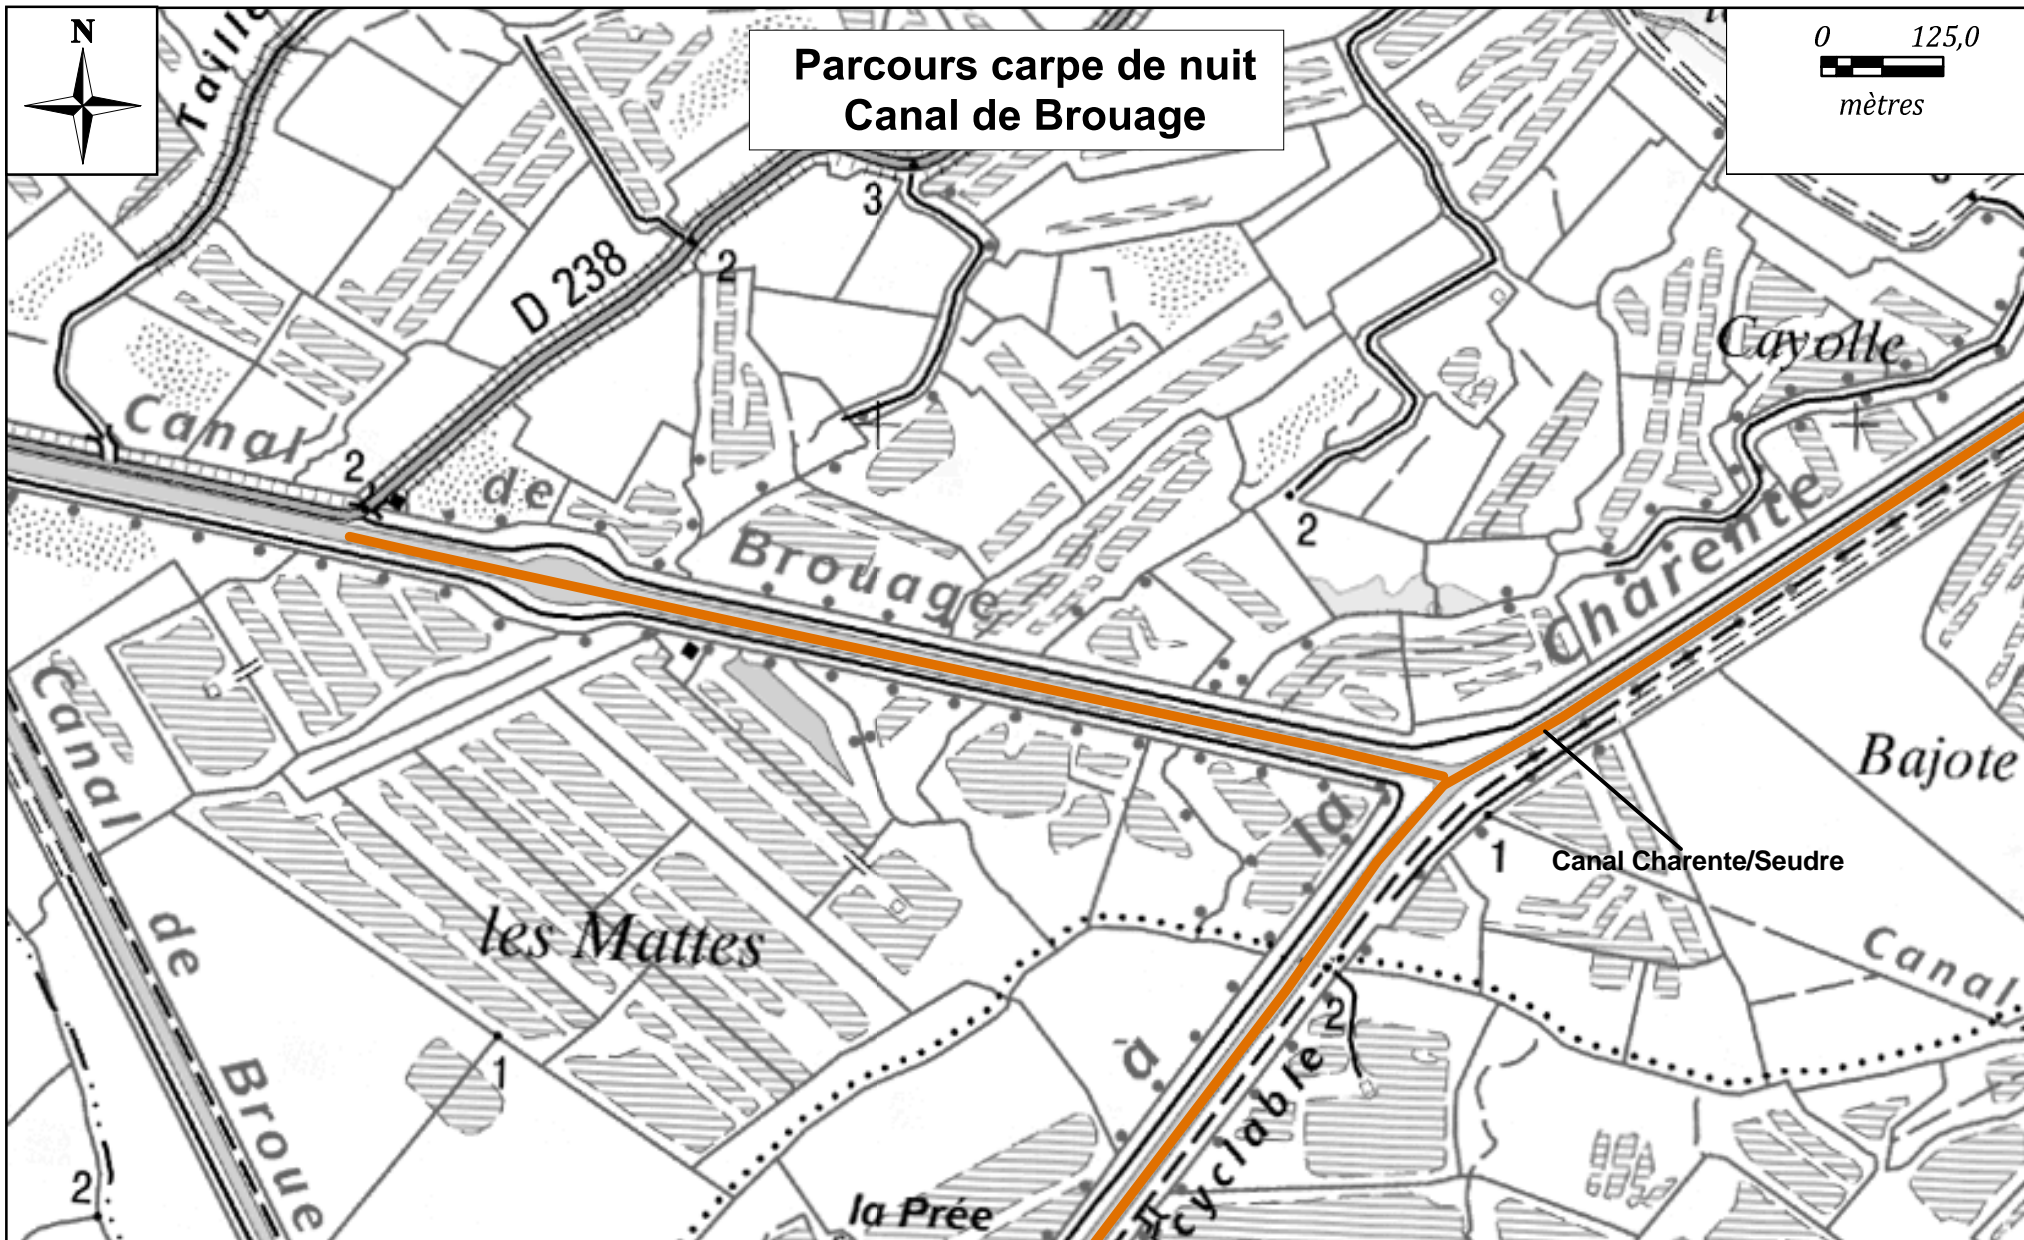 N
Taill
Parcours carpe de nuit
Canal de Brouage
0 125,0
mètres
3
2
D 238
Cayolle
Canal de Brouage
2
2
Charente
Canal de Broue
Bajote
la
1
Canal Charente/Seudre
les Mattes
Canal
2
à
1
cyclable
2
la Prée